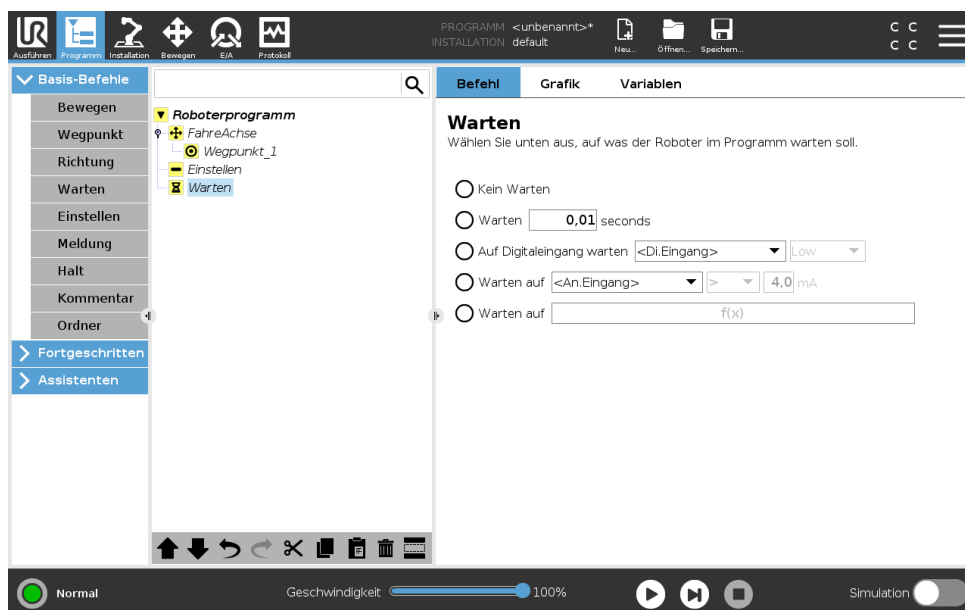 UR
Ausführen Programm Installation Bewegen E/A Protokoll
PROGRAMM <unbenannt>*
INSTALLATION default
Neu... Öffnen... Speichern...
C C
C C
Basis-Befehle
Bewegen
Wegpunkt
Richtung
Warten
Einstellen
Meldung
Halt
Kommentar
Ordner
Fortgeschritten
Assistenten
Roboterprogramm
FahreAchse
Wegpunkt_1
Einstellen
Warten
Befehl Grafik Variablen
Warten
Wählen Sie unten aus, auf was der Roboter im Programm warten soll.
Kein Warten
Warten 0,01 seconds
Auf Digitaleingang warten <Di.Eingang> Low
Warten auf <An.Eingang> > 4,0 mA
Warten auf f(x)
Normal
Geschwindigkeit 100%
Simulation